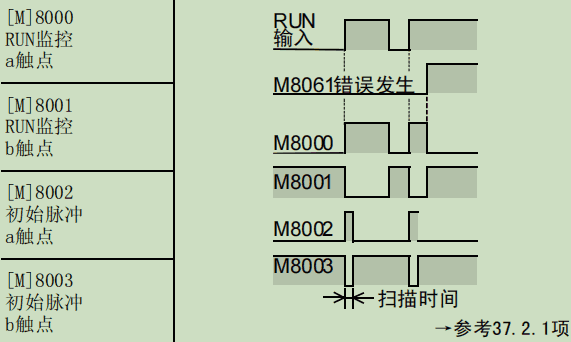 [M]8000
RUN监控
a触点
[M]8001
RUN监控
b触点
[M]8002
初始脉冲
a触点
[M]8003
初始脉冲
b触点
RUN
输入
M8061错误发生
M8000
M8001
M8002
M8003
扫描时间
→参考37.2.1项